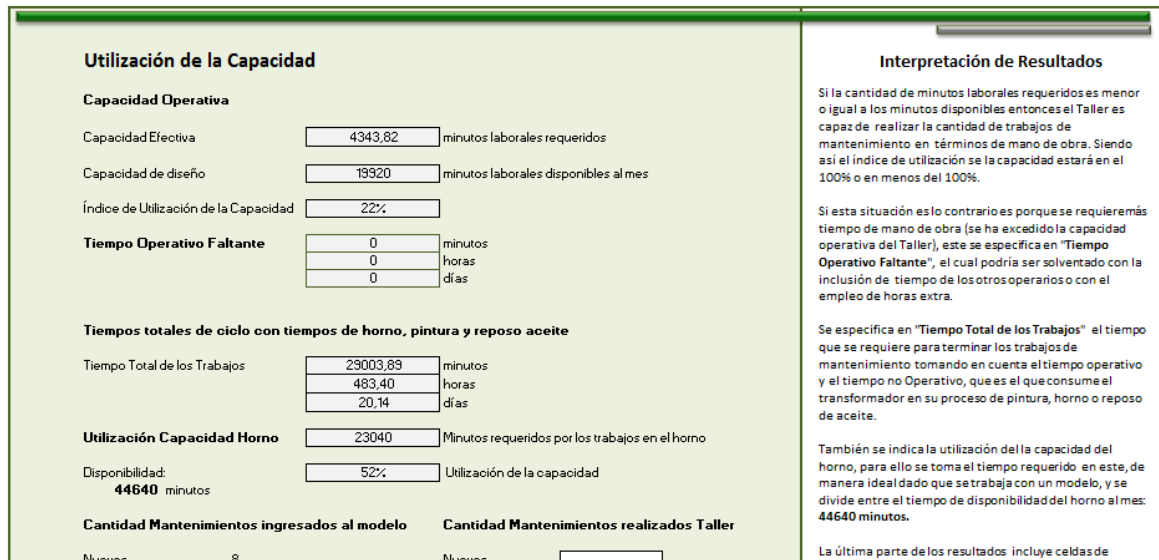 Utilización de la Capacidad
Capacidad Operativa
Capacidad Efectiva 4343,82 minutos laborales requeridos
Capacidad de diseño 19920 minutos laborales disponibles al mes
Índice de Utilización de la Capacidad 22%
Tiempo Operativo Faltante 0 minutos
0 horas
0 días
Tiempos totales de ciclo con tiempos de horno, pintura y reposo aceite
Tiempo Total de los Trabajos 29003,89 minutos
483,40 horas
20,14 días
Utilización Capacidad Horno 23040 Minutos requeridos por los trabajos en el horno
Disponibilidad: 52% Utilización de la capacidad
44640 minutos
Cantidad Mantenimientos ingresados al modelo Cantidad Mantenimientos realizados Taller
Nuevos 8 Nuevos
Interpretación de Resultados
Si la cantidad de minutos laborales requeridos es menor
o igual a los minutos disponibles entonces el Taller es
capaz de realizar la cantidad de trabajos de
mantenimiento en términos de mano de obra. Siendo
así el índice de utilización se la capacidad estará en el
100% o en menos del 100%.
Si esta situación es lo contrario es porque se requiere más
tiempo de mano de obra (se ha excedido la capacidad
operativa del Taller), este se especifica en "Tiempo
Operativo Faltante", el cual podría ser solventado con la
inclusión de tiempo de los otros operarios o con el
empleo de horas extra.
Se especifica en "Tiempo Total de los Trabajos" el tiempo
que se requiere para terminar los trabajos de
mantenimiento tomando en cuenta el tiempo operativo
y el tiempo no Operativo, que es el que consume el
transformador en su proceso de pintura, horno o reposo
de aceite.
También se indica la utilización del la capacidad del
horno, para ello se toma el tiempo requerido en este, de
manera ideal dado que se trabaja con un modelo, y se
divide entre el tiempo de disponibilidad del horno al mes:
44640 minutos.
La última parte de los resultados incluye celdas de